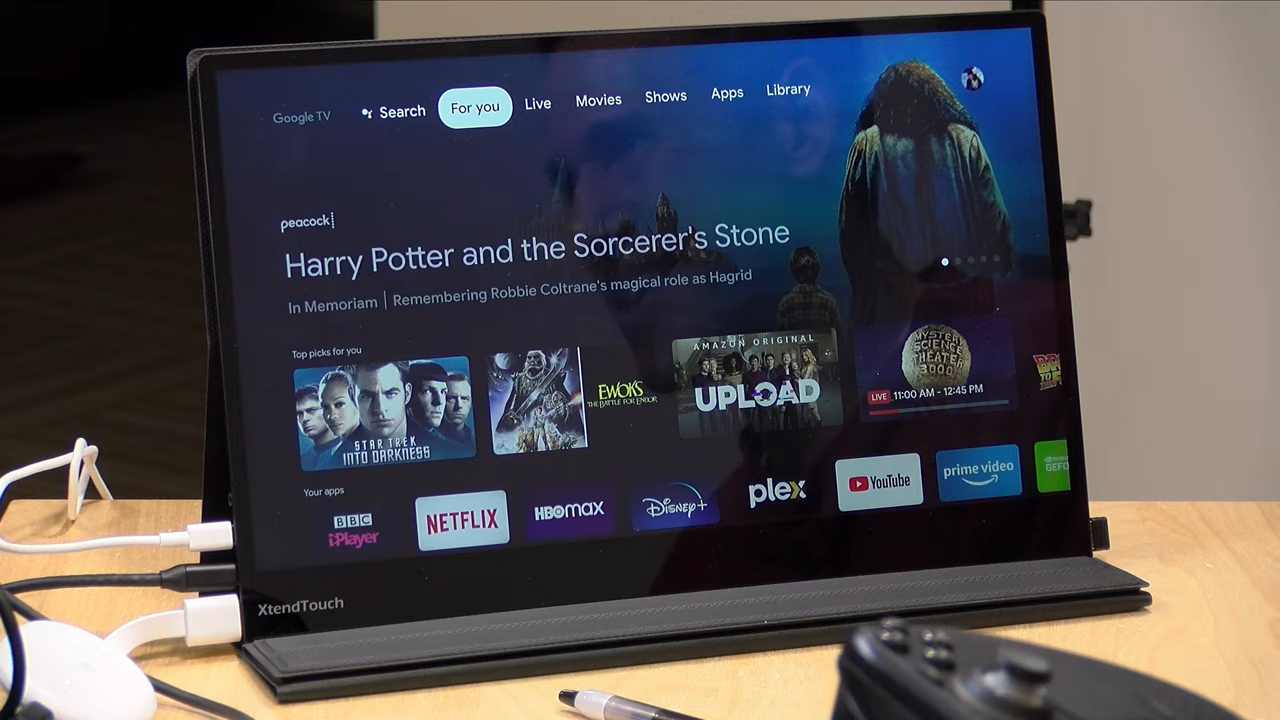 Google TV Search For you Live Movies Shows Apps Library
peacock
Harry Potter and the Sorcerer's Stone
In Memoriam | Remembering Robbie Coltrane's magical role as Hagrid
Top picks for you
STAR TREK
INTO DARKNESS
EWOKS
THE BATTLE FOR ENDOR
AMAZON ORIGINAL
UPLOAD
MYSTERY
SCIENCE
THEATER
3000
LIVE 11:00 AM - 12:45 PM
Your apps
BBC
iPlayer
NETFLIX
HBOMAX
Disney+
plex
YouTube
prime video
XtendTouch